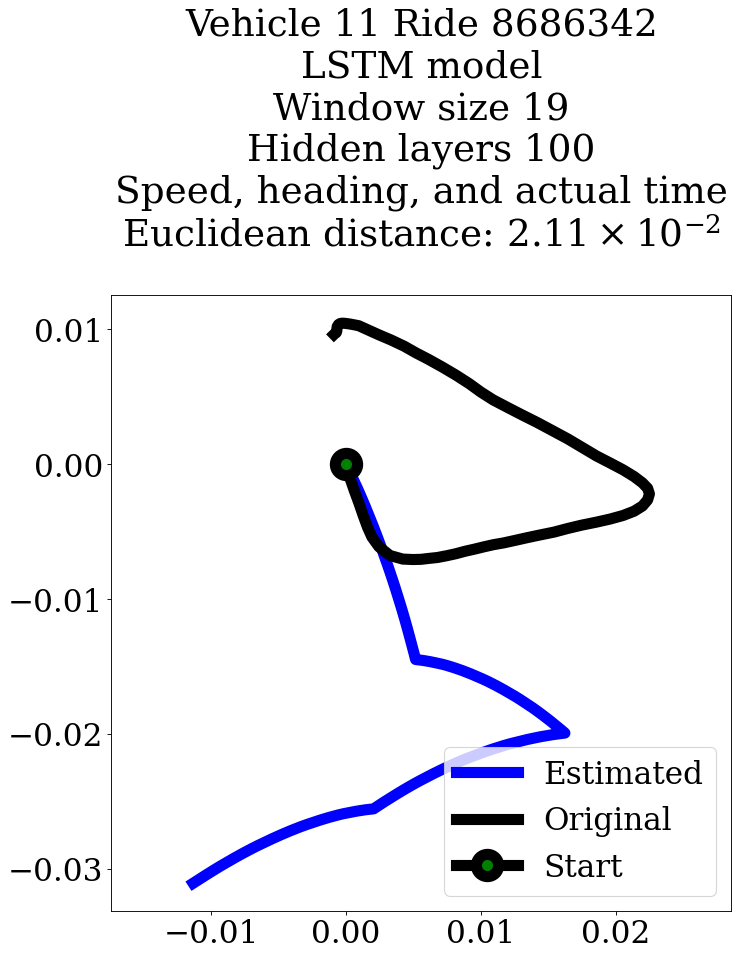 Vehicle 11 Ride 8686342
LSTM model
Window size 19
Hidden layers 100
Speed, heading, and actual time
Euclidean distance: 2.11 × 10⁻²
0.01
0.00
−0.01
−0.02
−0.03
Estimated
Original
Start
−0.01 0.00 0.01 0.02